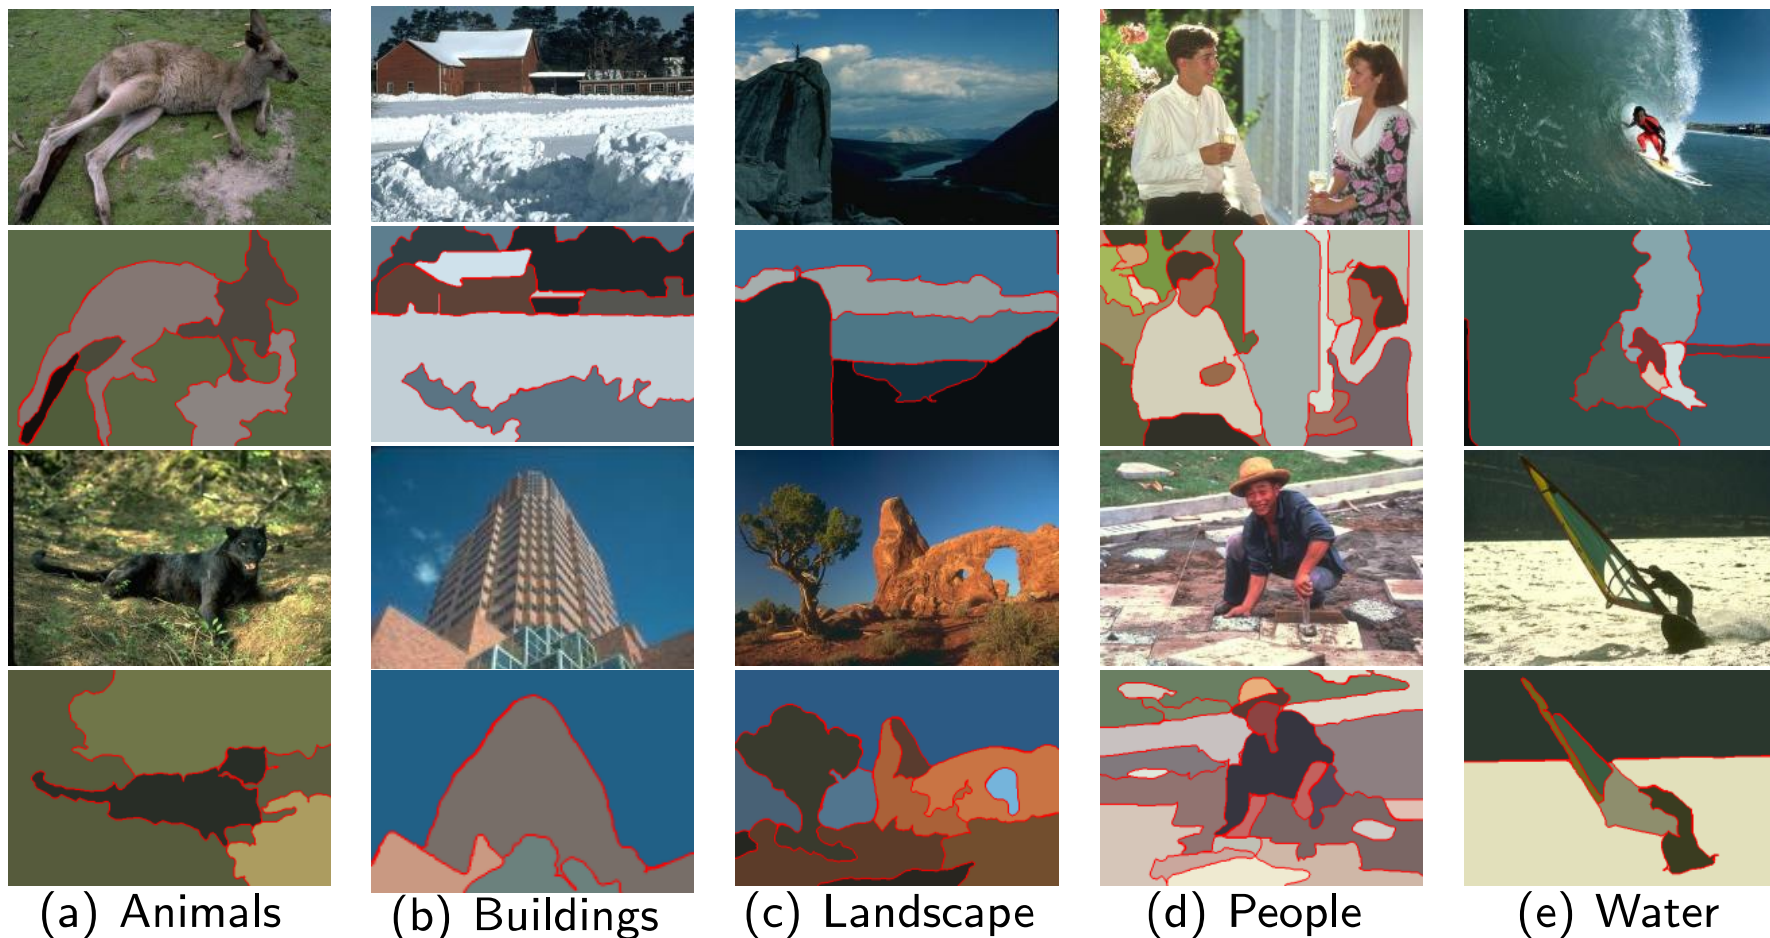 (a) Animals
(b) Buildings
(c) Landscape
(d) People
(e) Water